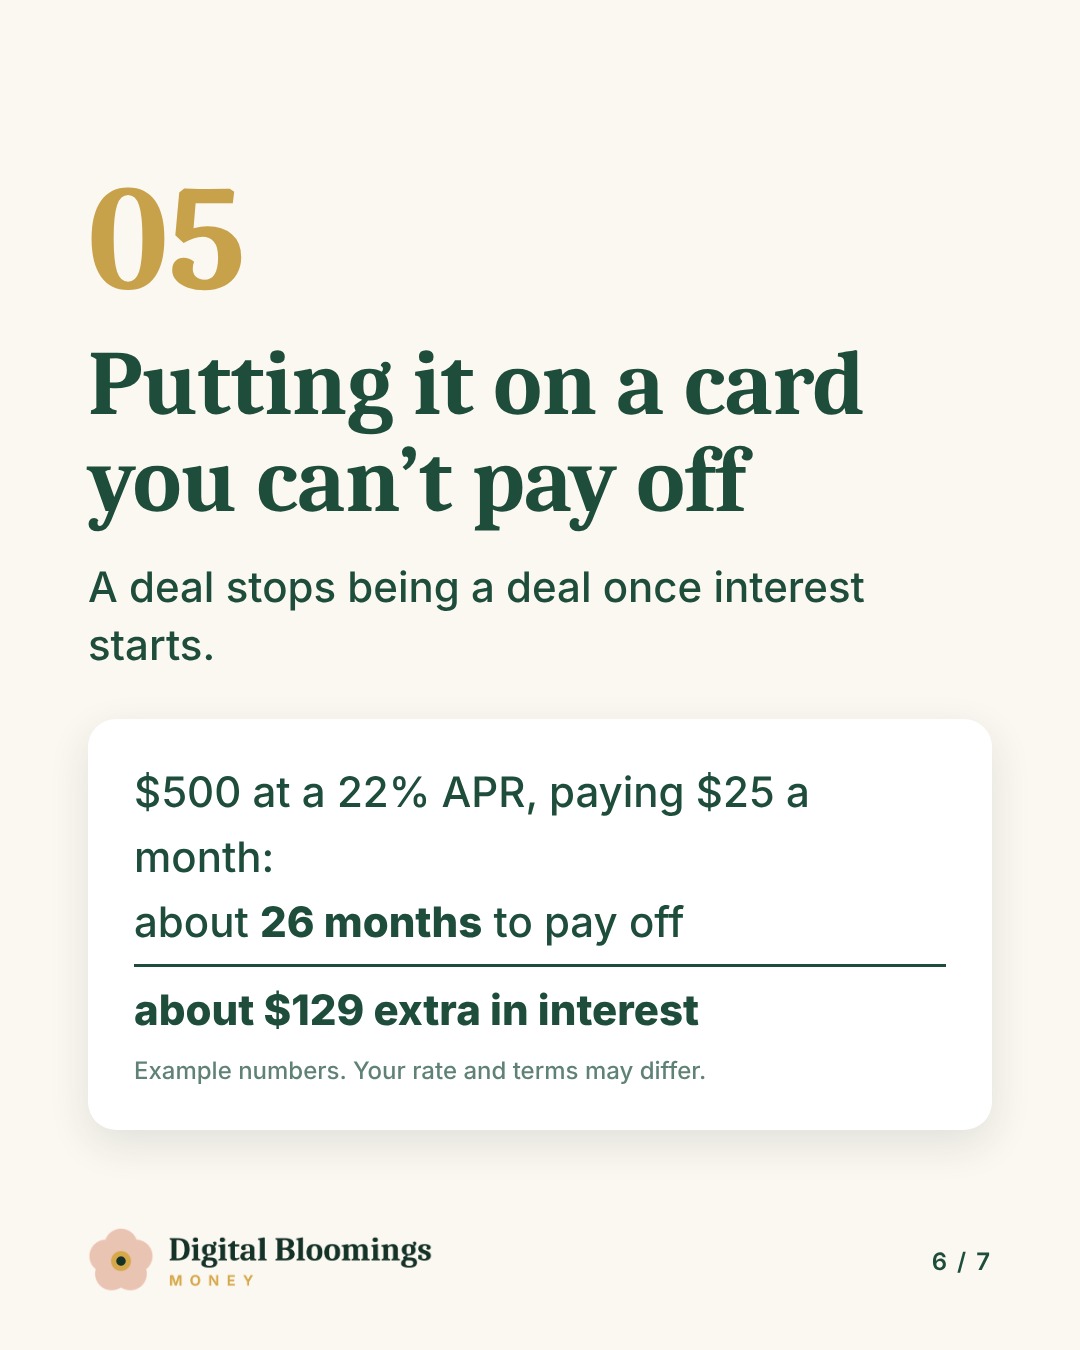 05
Putting it on a card
you can’t pay off
A deal stops being a deal once interest
starts.
$500 at a 22% APR, paying $25 a
month:
about 26 months to pay off
about $129 extra in interest
Example numbers. Your rate and terms may differ.
Digital Bloomings
MONEY
6 / 7